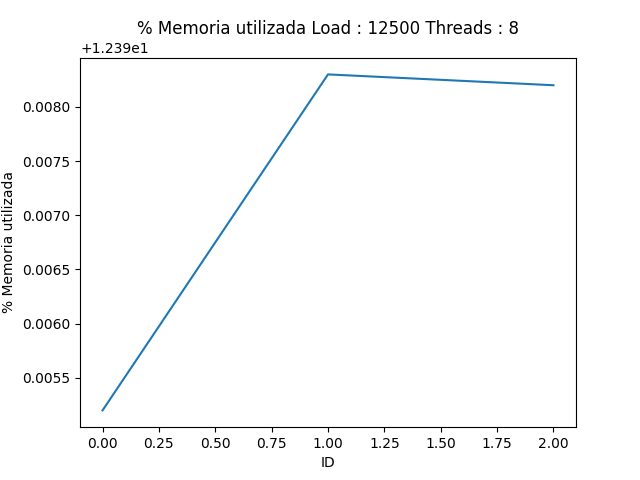 % Memoria utilizada Load : 12500 Threads : 8
+1.239e1
0.0080
0.0075
0.0070
0.0065
0.0060
0.0055
% Memoria utilizada
0.00 0.25 0.50 0.75 1.00 1.25 1.50 1.75 2.00
ID